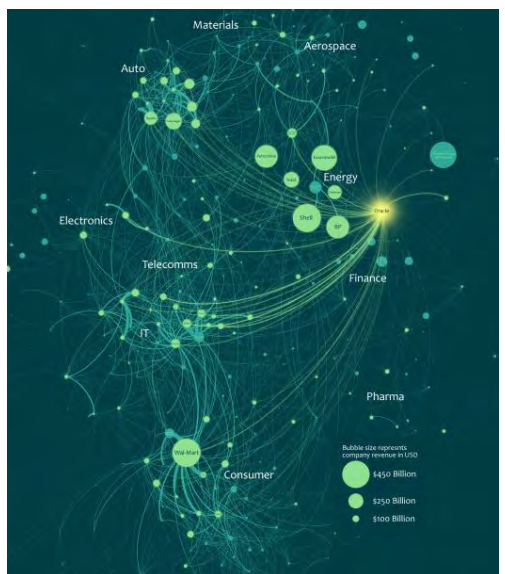 Materials
Aerospace
Auto
Energy
Shell
BP
Oracle
Electronics
Telecomms
Finance
IT
Pharma
Wal-Mart
Consumer
Bubble size represnts
company revenue in USD
$450 Billion
$250 Billion
$100 Billion